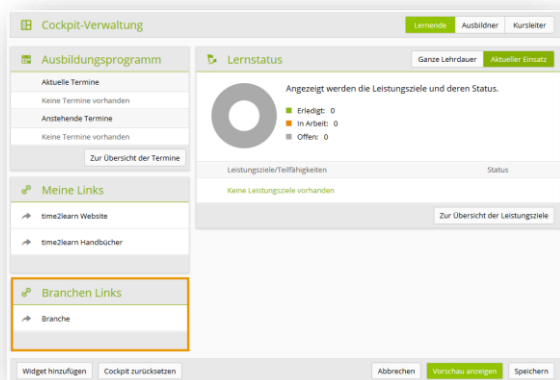 Cockpit-Verwaltung
Lernende Ausbildner Kursleiter
Ausbildungsprogramm
Aktuelle Termine
Keine Termine vorhanden
Anstehende Termine
Keine Termine vorhanden
Zur Übersicht der Termine
Meine Links
time2learn Website
time2learn Handbücher
Branchen Links
Branche
Lernstatus
Ganze Lehrdauer Aktueller Einsatz
Angezeigt werden die Leistungsziele und deren Status.
Erledigt: 0
In Arbeit: 0
Offen: 0
Leistungsziele/Teilfähigkeiten Status
Keine Leistungsziele vorhanden
Zur Übersicht der Leistungsziele
Widget hinzufügen Cockpit zurücksetzen Abbrechen Vorschau anzeigen Speichern